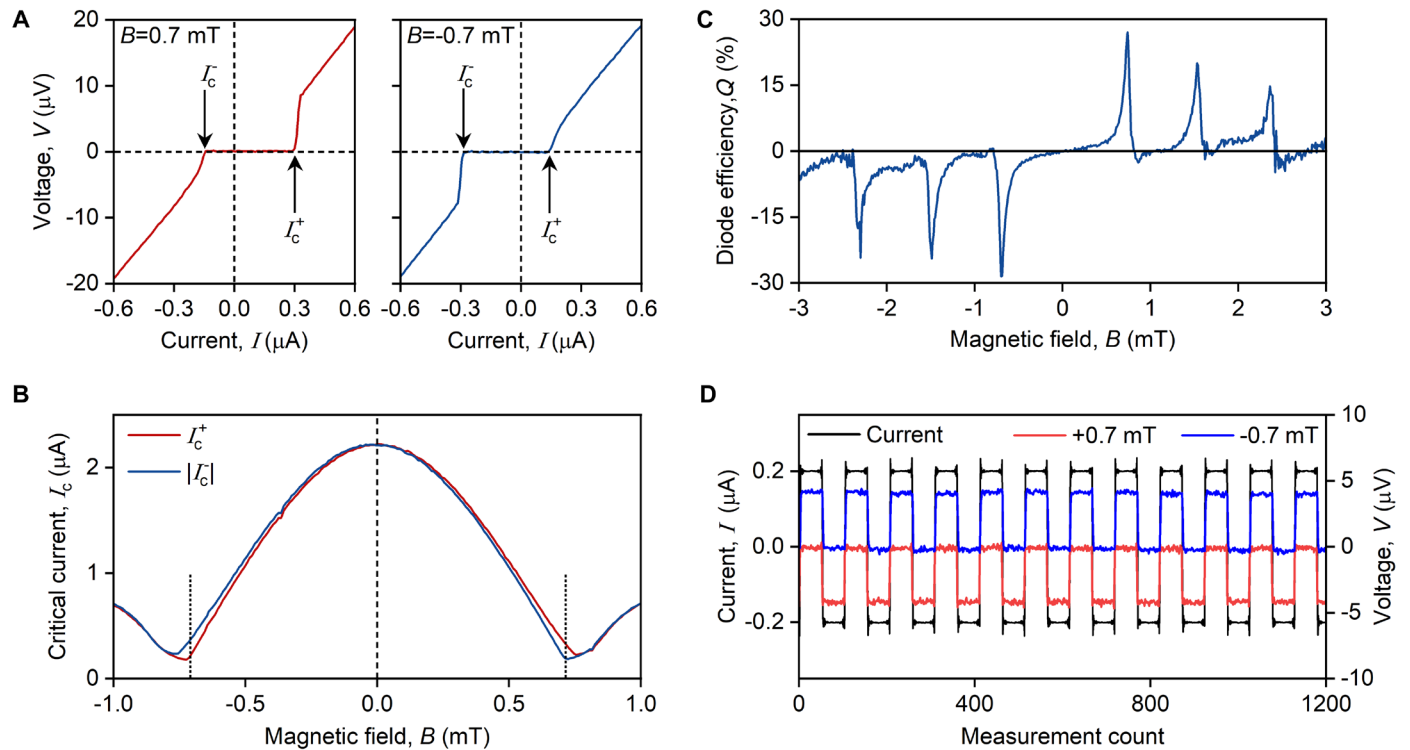 A
B=0.7 mT
I_c^-
I_c^+
20
10
0
-10
-20
Voltage, V (μV)
-0.6 -0.3 0.0 0.3 0.6
Current, I (μA)
B=-0.7 mT
I_c^-
I_c^+
-0.6 -0.3 0.0 0.3 0.6
Current, I (μA)
C
30
15
0
-15
-30
Diode efficiency,Q (%)
-3 -2 -1 0 1 2 3
Magnetic field, B (mT)
B
I_c^+
|I_c^-|
2
1
0
Critical current, I_c (μA)
-1.0 -0.5 0.0 0.5 1.0
Magnetic field, B (mT)
D
Current +0.7 mT -0.7 mT
0.2
0.0
-0.2
Current, I (μA)
10
5
0
-5
-10
Voltage, V (μV)
0 400 800 1200
Measurement count